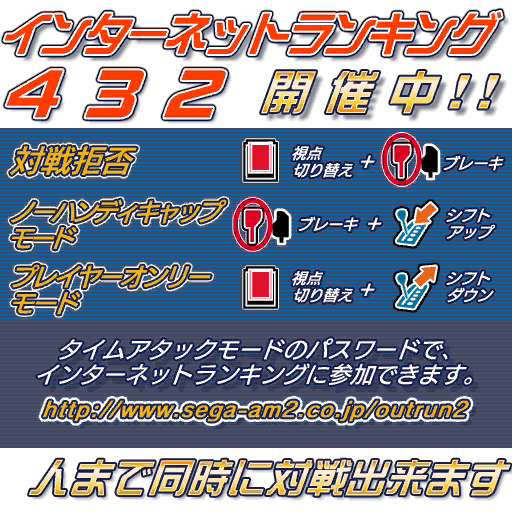 インターネットランキング
432 開催中!!
対戦拒否 視点切り替え + ブレーキ
ノーハンディキャップモード ブレーキ + シフトアップ
プレイヤーオンリーモード 視点切り替え + シフトダウン
タイムアタックモードのパスワードで、
インターネットランキングに参加できます。
http://www.sega-am2.co.jp/outrun2
人まで同時に対戦出来ます